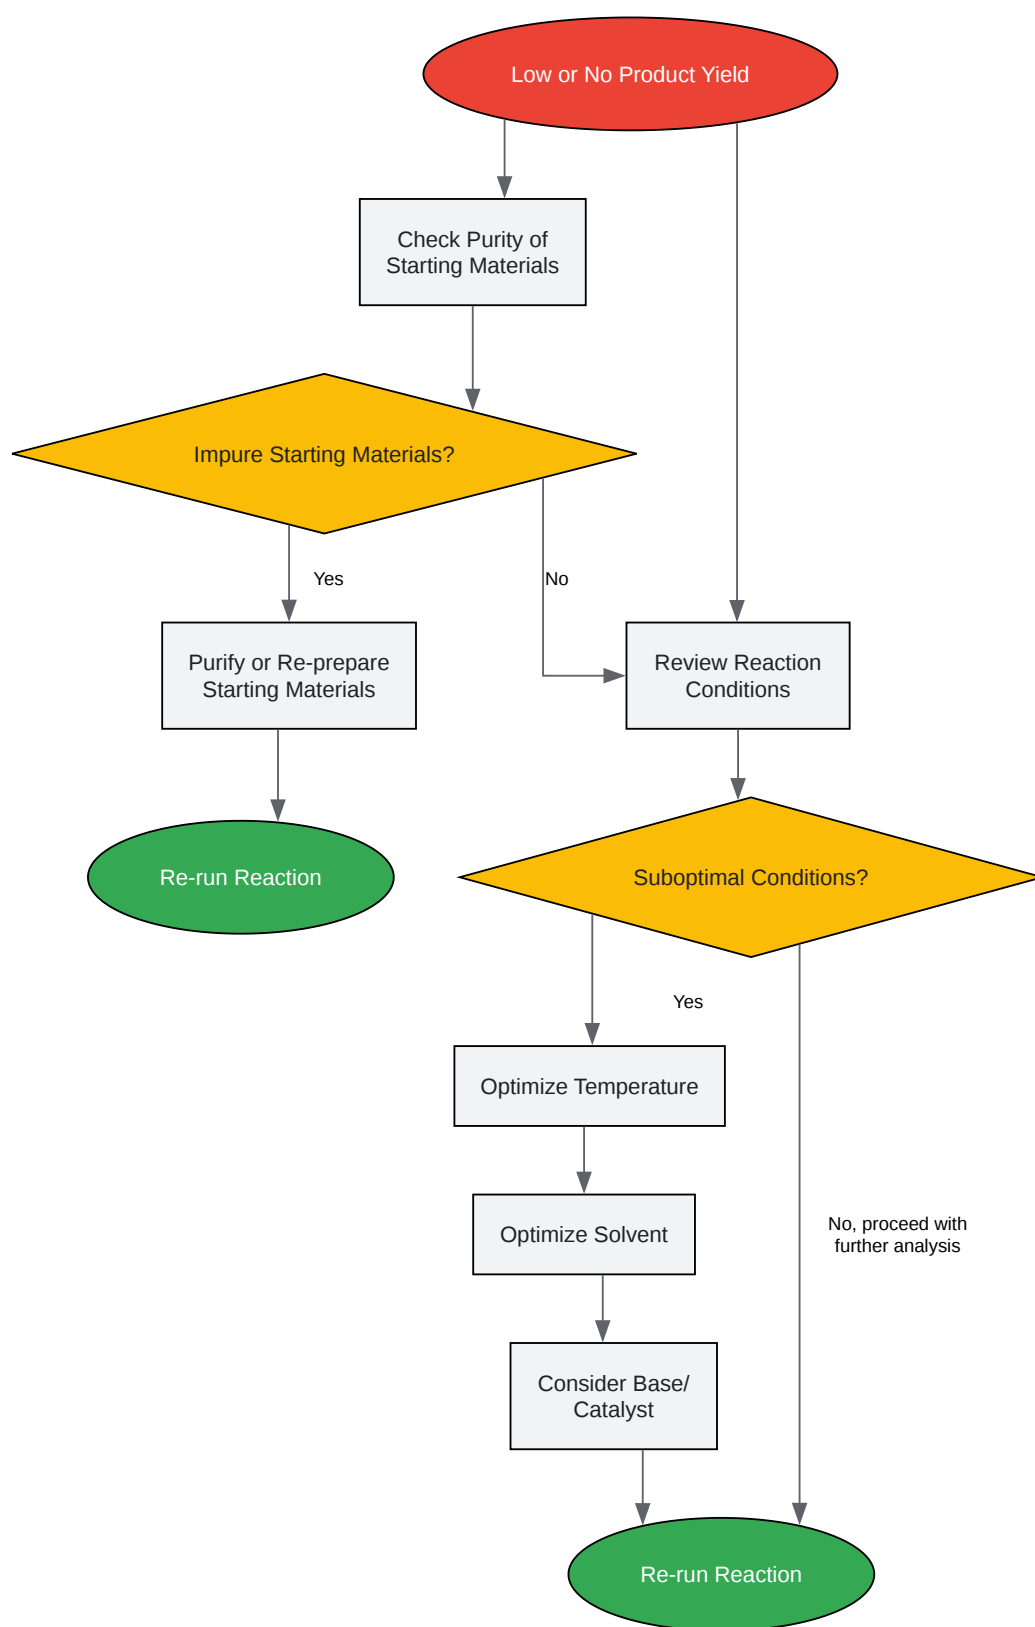 Low or No Product Yield
Check Purity of
Starting Materials
Impure Starting Materials?
Yes
No
Purify or Re-prepare
Starting Materials
Review Reaction
Conditions
Re-run Reaction
Suboptimal Conditions?
Yes
Optimize Temperature
Optimize Solvent
No, proceed with
further analysis
Consider Base/
Catalyst
Re-run Reaction